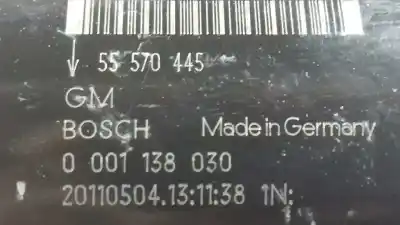 55 570 445
GM
BOSCH Made in Germany
0 001 138 030
20110504.13:11:38 1N: